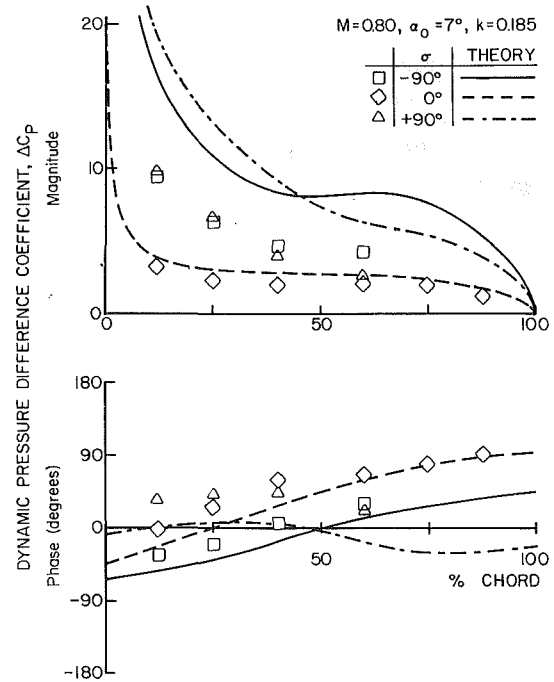 M=0.80, α₀=7°, k=0.185
σ THEORY
-90°
0°
+90°
DYNAMIC PRESSURE DIFFERENCE COEFFICIENT, ΔCₚ
Magnitude
20
10
0
0 50 100
Phase (degrees)
180
90
0
-90
-180
50 100
% CHORD